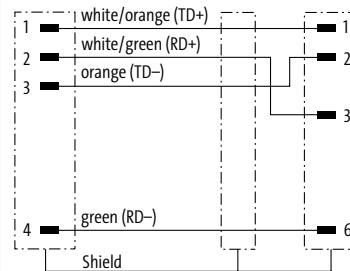 1 white/orange (TD+) 1
2 white/green (RD+) 2
3 orange (TD–)
3
4 green (RD–) 6
Shield